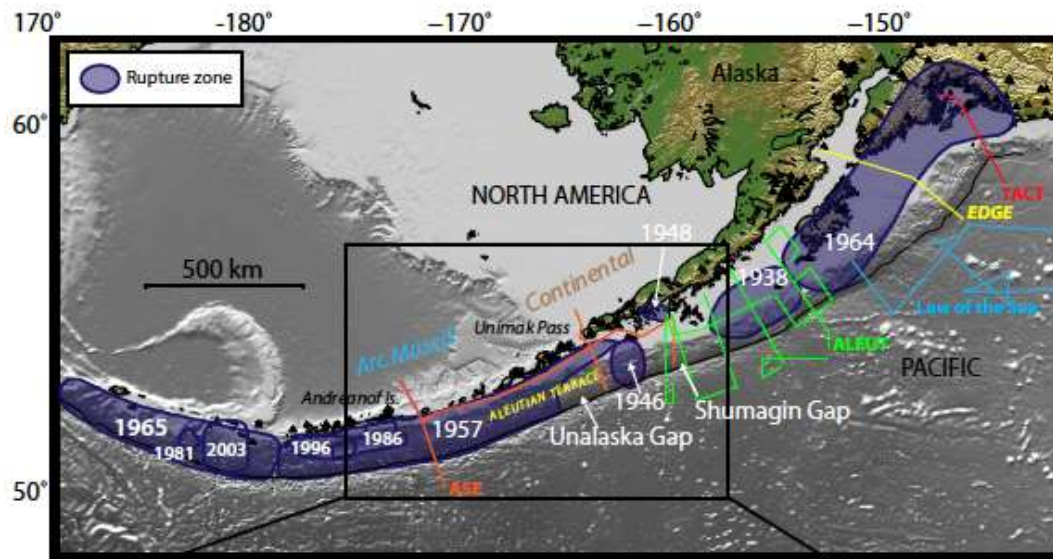 170˚ −180˚ −170˚ −160˚ −150˚
Rupture zone
Alaska
60˚
NORTH AMERICA
TACT
EDGE
1948
1964
500 km
Continental
1938
Law of the Sea
Unimak Pass
Arc Massif
ALEUT
PACIFIC
Andreanof Is.
ALEUTIAN TERRACE
1946
Shumagin Gap
1965
1957
Unalaska Gap
1981
2003
1996
1986
50˚
ASE